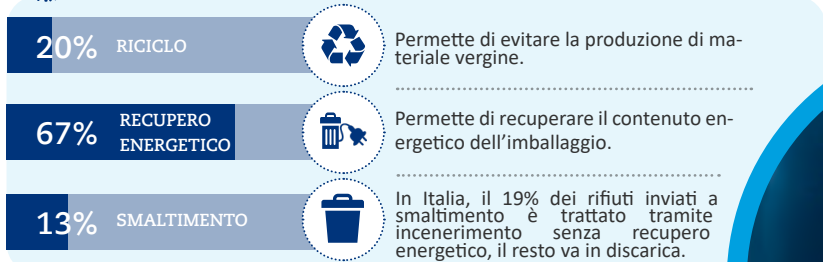 20% RICICLO
Permette di evitare la produzione di ma-
teriale vergine.
67% RECUPERO
ENERGETICO
Permette di recuperare il contenuto en-
ergetico dell'imballaggio.
13% SMALTIMENTO
In Italia, il 19% dei rifiuti inviati a
smaltimento è trattato tramite
incenerimento senza recupero
energetico, il resto va in discarica.